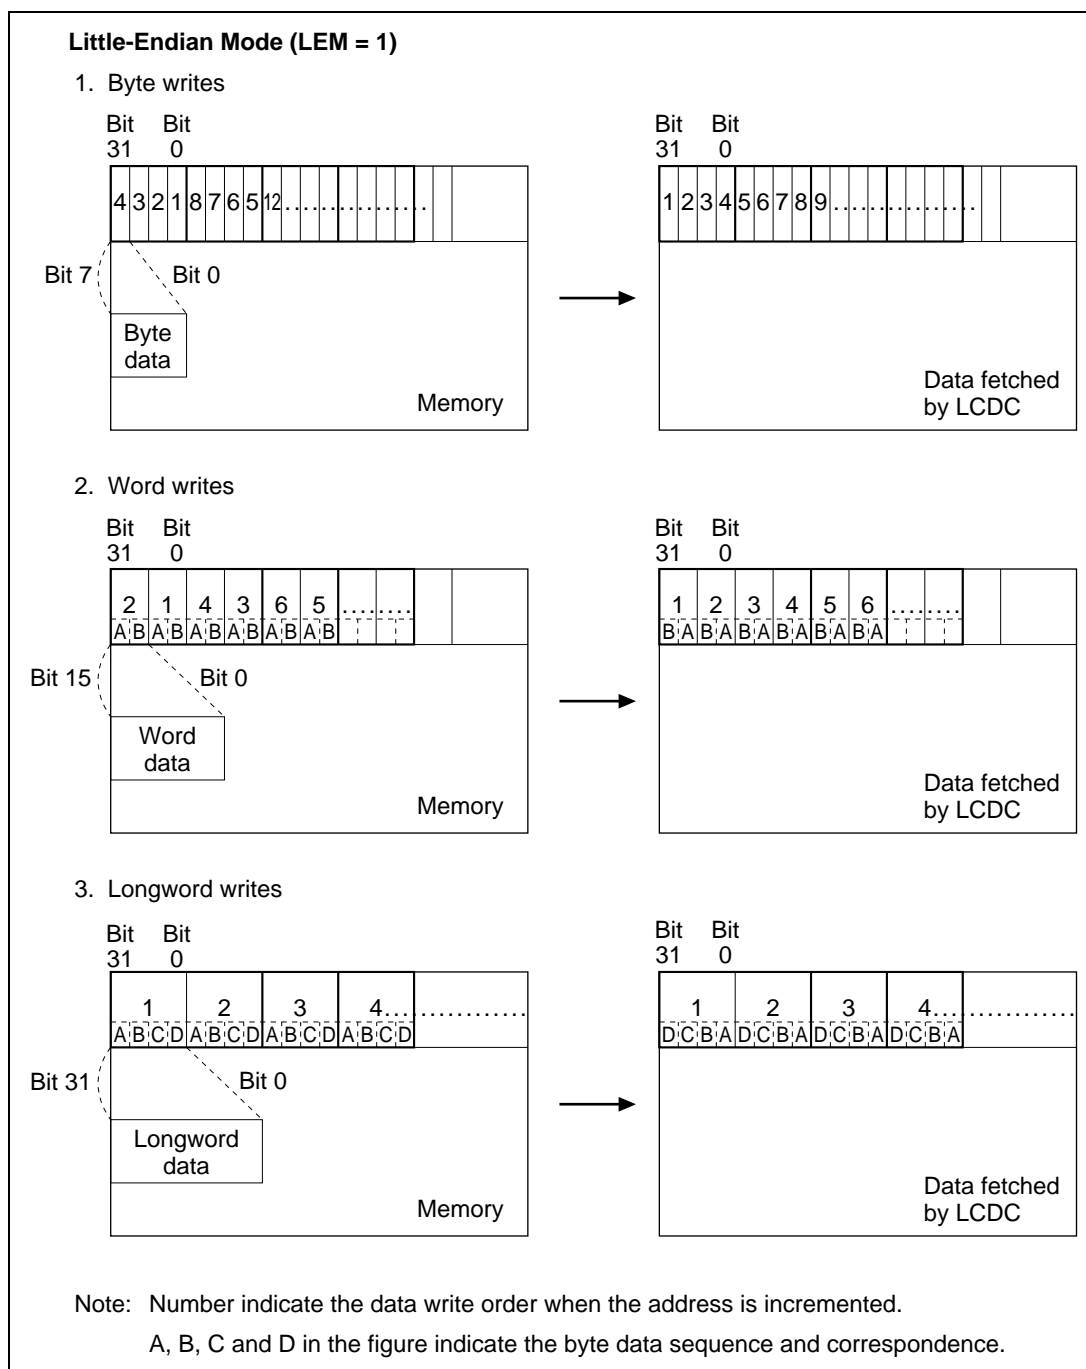 Little-Endian Mode (LEM = 1)
1. Byte writes
Bit Bit
31 0
4 3 2 1 8 7 6 5 12 ................
Bit 7 Bit 0
Byte
data
Memory
Bit Bit
31 0
1 2 3 4 5 6 7 8 9 ................
Data fetched
by LCDC
2. Word writes
Bit Bit
31 0
2 1 4 3 6 5 ........
A B A B A B A B A B A B
Bit 15 Bit 0
Word
data
Memory
Bit Bit
31 0
1 2 3 4 5 6 ........
B A B A B A B A B A B A
Data fetched
by LCDC
3. Longword writes
Bit Bit
31 0
1 2 3 4................
A B C D A B C D A B C D A B C D
Bit 31 Bit 0
Longword
data
Memory
Bit Bit
31 0
1 2 3 4................
D C B A D C B A D C B A D C B A
Data fetched
by LCDC
Note: Number indicate the data write order when the address is incremented.
A, B, C and D in the figure indicate the byte data sequence and correspondence.